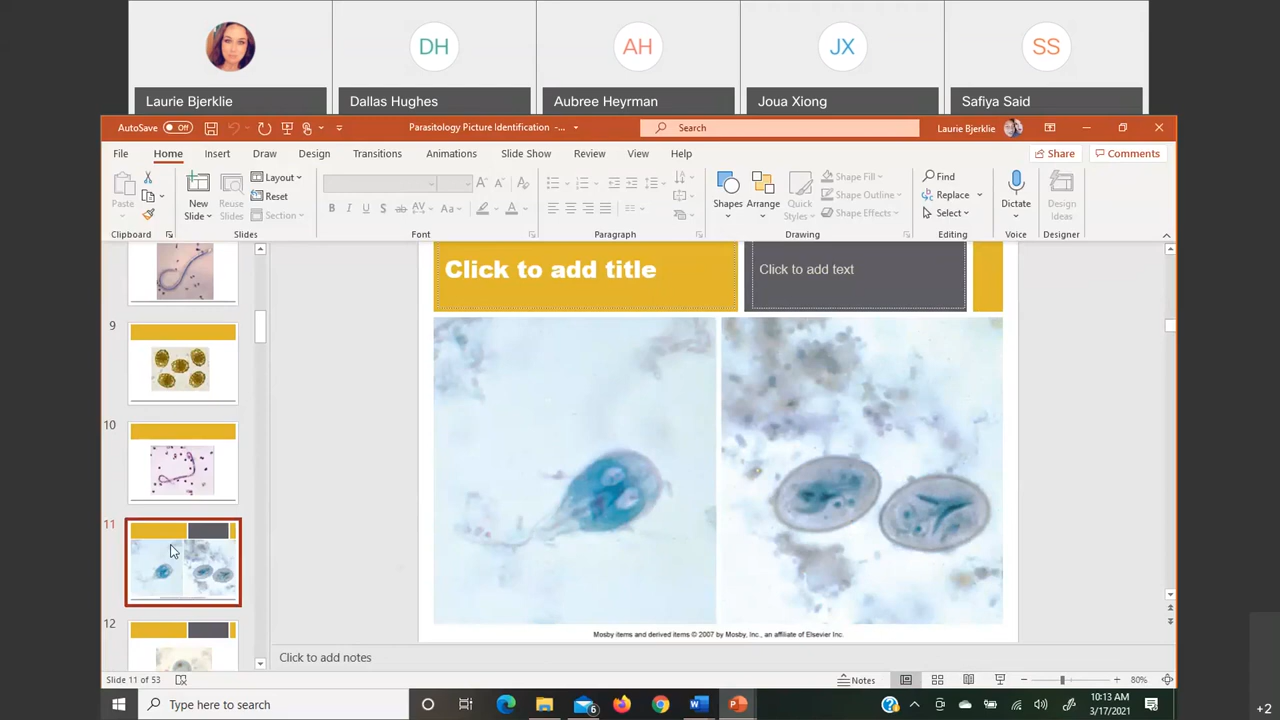 DH
AH
JX
SS
Laurie Bjerklie
Dallas Hughes
Aubree Heyrman
Joua Xiong
Safiya Said
AutoSave
Off
Parasitology Picture Identification -...
Search
Laurie Bjerklie
File
Home
Insert
Draw
Design
Transitions
Animations
Slide Show
Review
View
Help
Share
Comments
Paste
New
Slide
Reuse
Slides
Layout
Reset
Section
B
I
U
S
ab
AV
Aa
A
Shapes
Arrange
Quick
Styles
Shape Fill
Shape Outline
Shape Effects
Find
Replace
Select
Dictate
Design
Ideas
Clipboard
Slides
Font
Paragraph
Drawing
Editing
Voice
Designer
9
10
11
12
Click to add title
Click to add text
Mosby items and derived items © 2007 by Mosby, Inc., an affiliate of Elsevier Inc.
Click to add notes
Slide 11 of 53
Notes
80%
Type here to search
6
10:13 AM
3/17/2021
+2